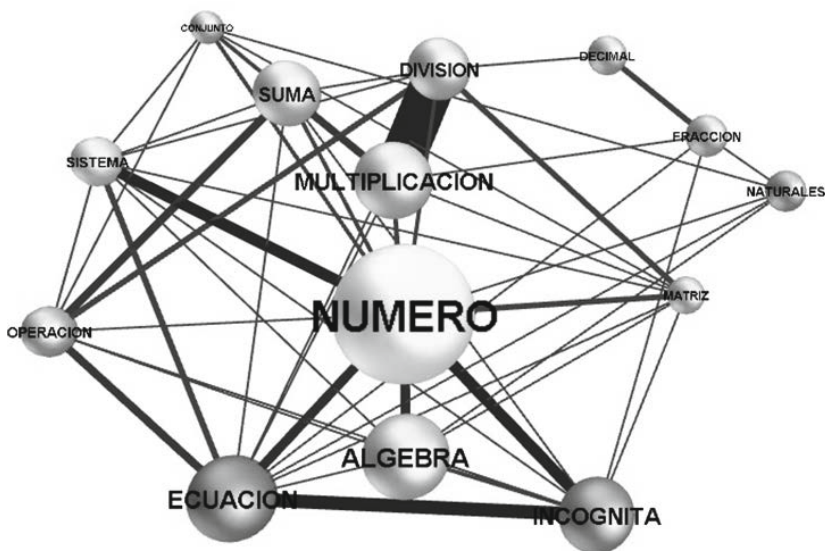 CONJUNTO
DIVISION
DECIMAL
SUMA
FRACCION
SISTEMA
MULTIPLICACION
NATURALES
MATRIZ
NUMERO
OPERACION
ALGEBRA
ECUACION
INCOGNITA